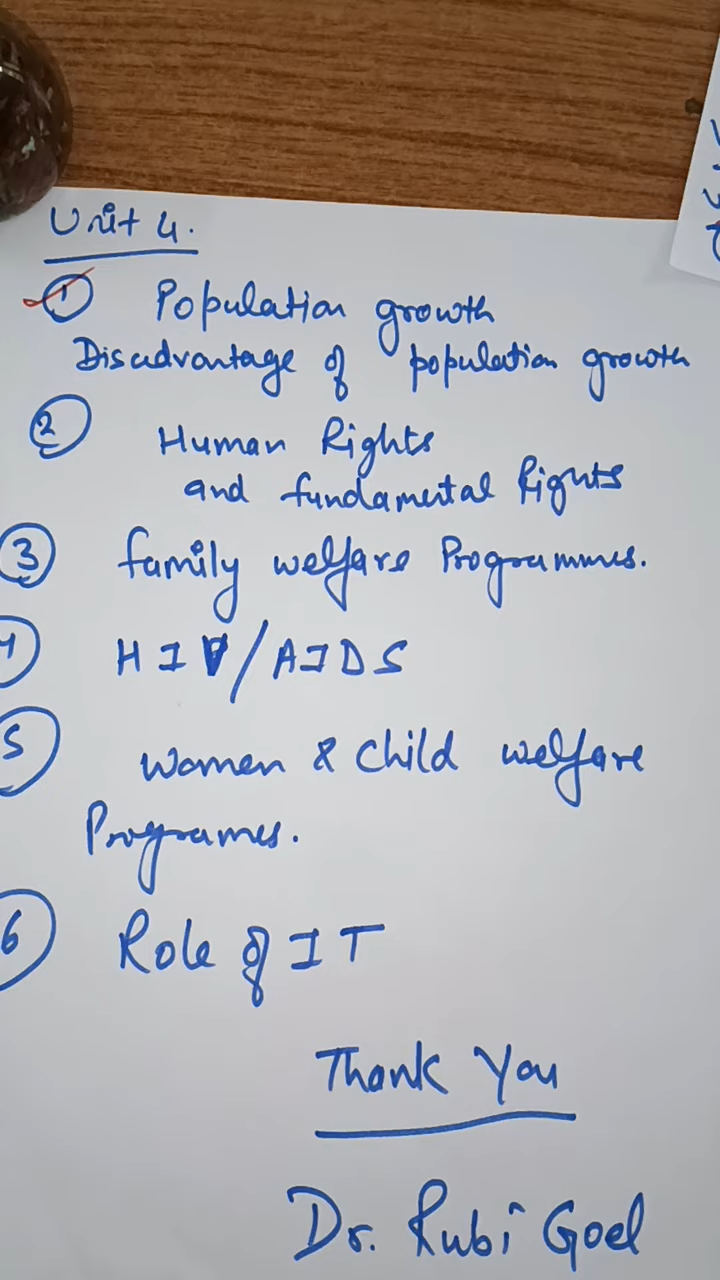 Unit 4.
① Population growth
Disadvantage of population growth
② Human Rights
and fundamental Rights
③ family welfare Programmes.
4 HIV/AIDS
5 women & child welfare
Programes.
6 Role of IT
Thank You
Dr. Rubi Goel